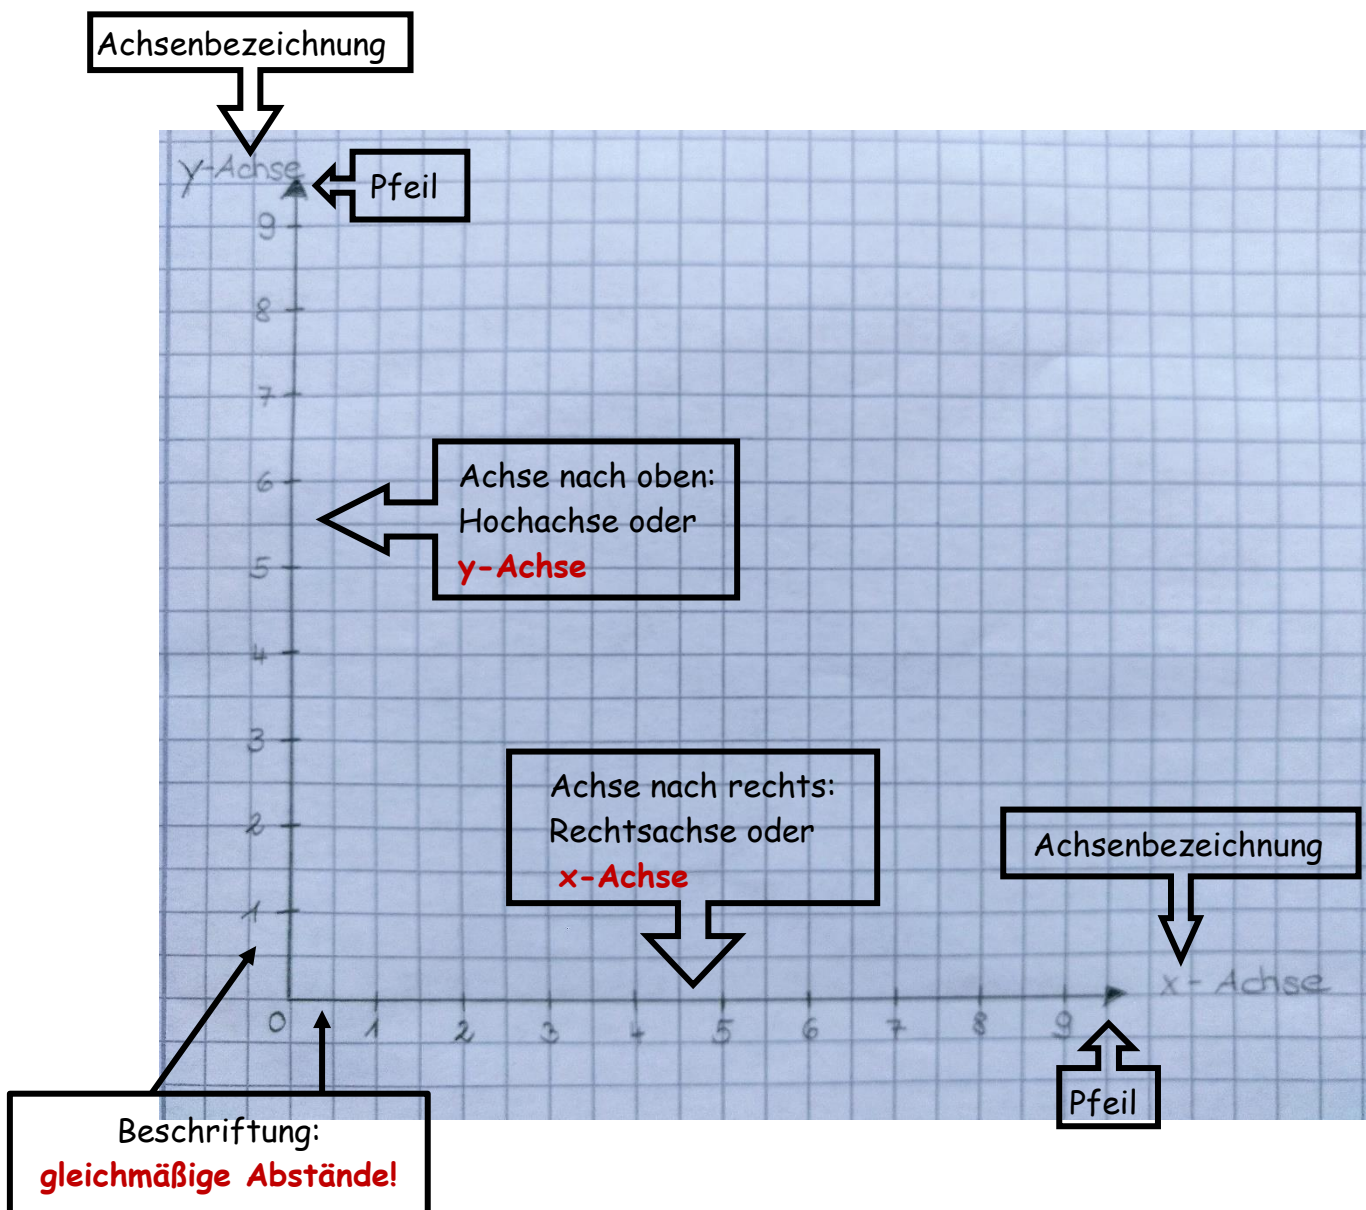 Achsenbezeichnung
y-Achse
Pfeil
9
8
7
6
Achse nach oben:
Hochachse oder
y-Achse
5
4
3
Achse nach rechts:
Rechtsachse oder
x-Achse
2
Achsenbezeichnung
1
x-Achse
0 1 2 3 4 5 6 7 8 9
Pfeil
Beschriftung:
gleichmäßige Abstände!